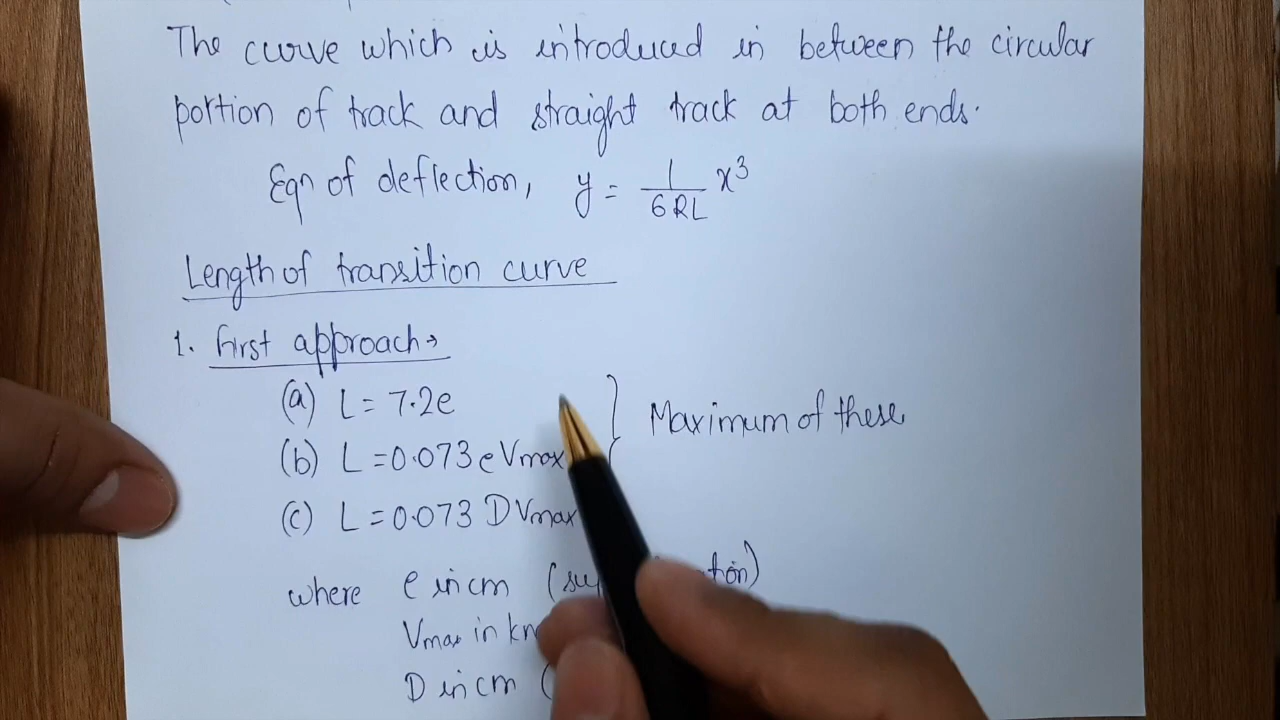 The curve which is introduced in between the circular
portion of track and straight track at both ends.
Eqn of deflection, y = 1/6RL x³
Length of transition curve
1. First approach→
(a) L = 7.2e
(b) L = 0.073 e Vmax
(c) L = 0.073 D Vmax
} Maximum of these
where e in cm (
Vmax in
D in cm (